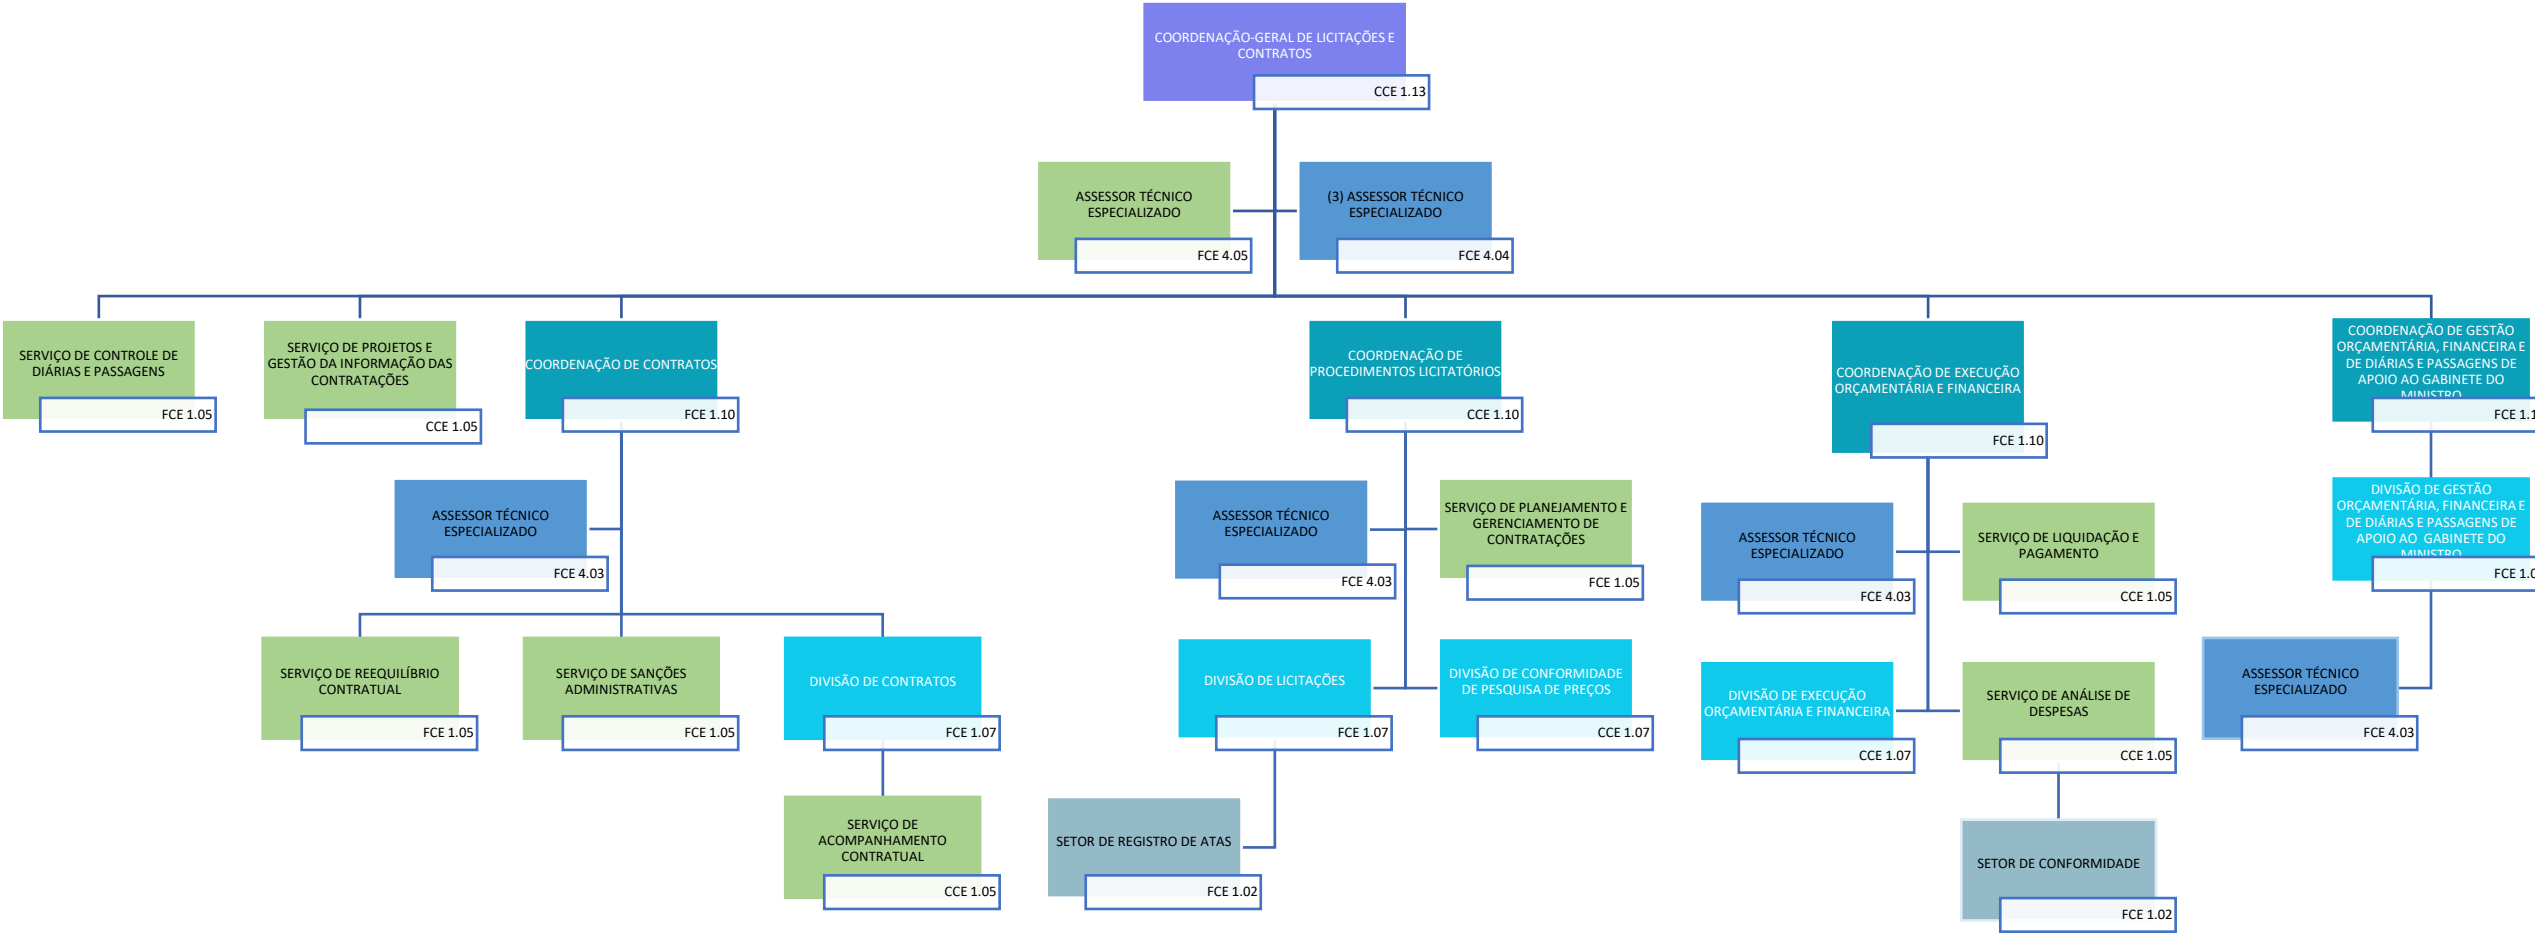 COORDENAÇÃO-GERAL DE LICITAÇÕES E
CONTRATOS
CCE 1.13
ASSESSOR TÉCNICO
ESPECIALIZADO
FCE 4.05
(3) ASSESSOR TÉCNICO
ESPECIALIZADO
FCE 4.04
SERVIÇO DE CONTROLE DE
DIÁRIAS E PASSAGENS
FCE 1.05
SERVIÇO DE PROJETOS E
GESTÃO DA INFORMAÇÃO DAS
CONTRATAÇÕES
CCE 1.05
COORDENAÇÃO DE CONTRATOS
FCE 1.10
COORDENAÇÃO DE
PROCEDIMENTOS LICITATÓRIOS
CCE 1.10
COORDENAÇÃO DE EXECUÇÃO
ORÇAMENTÁRIA E FINANCEIRA
FCE 1.10
COORDENAÇÃO DE GESTÃO
ORÇAMENTÁRIA, FINANCEIRA E
DE DIÁRIAS E PASSAGENS DE
APOIO AO GABINETE DO
MINISTRO
FCE 1.1
ASSESSOR TÉCNICO
ESPECIALIZADO
FCE 4.03
ASSESSOR TÉCNICO
ESPECIALIZADO
FCE 4.03
SERVIÇO DE PLANEJAMENTO E
GERENCIAMENTO DE
CONTRATAÇÕES
FCE 1.05
ASSESSOR TÉCNICO
ESPECIALIZADO
FCE 4.03
SERVIÇO DE LIQUIDAÇÃO E
PAGAMENTO
CCE 1.05
DIVISÃO DE GESTÃO
ORÇAMENTÁRIA, FINANCEIRA E
DE DIÁRIAS E PASSAGENS DE
APOIO AO GABINETE DO
MINISTRO
FCE 1.0
SERVIÇO DE REEQUILÍBRIO
CONTRATUAL
FCE 1.05
SERVIÇO DE SANÇÕES
ADMINISTRATIVAS
FCE 1.05
DIVISÃO DE CONTRATOS
FCE 1.07
DIVISÃO DE LICITAÇÕES
FCE 1.07
DIVISÃO DE CONFORMIDADE
DE PESQUISA DE PREÇOS
CCE 1.07
DIVISÃO DE EXECUÇÃO
ORÇAMENTÁRIA E FINANCEIRA
CCE 1.07
SERVIÇO DE ANÁLISE DE
DESPESAS
CCE 1.05
ASSESSOR TÉCNICO
ESPECIALIZADO
FCE 4.03
SERVIÇO DE
ACOMPANHAMENTO
CONTRATUAL
CCE 1.05
SETOR DE REGISTRO DE ATAS
FCE 1.02
SETOR DE CONFORMIDADE
FCE 1.02